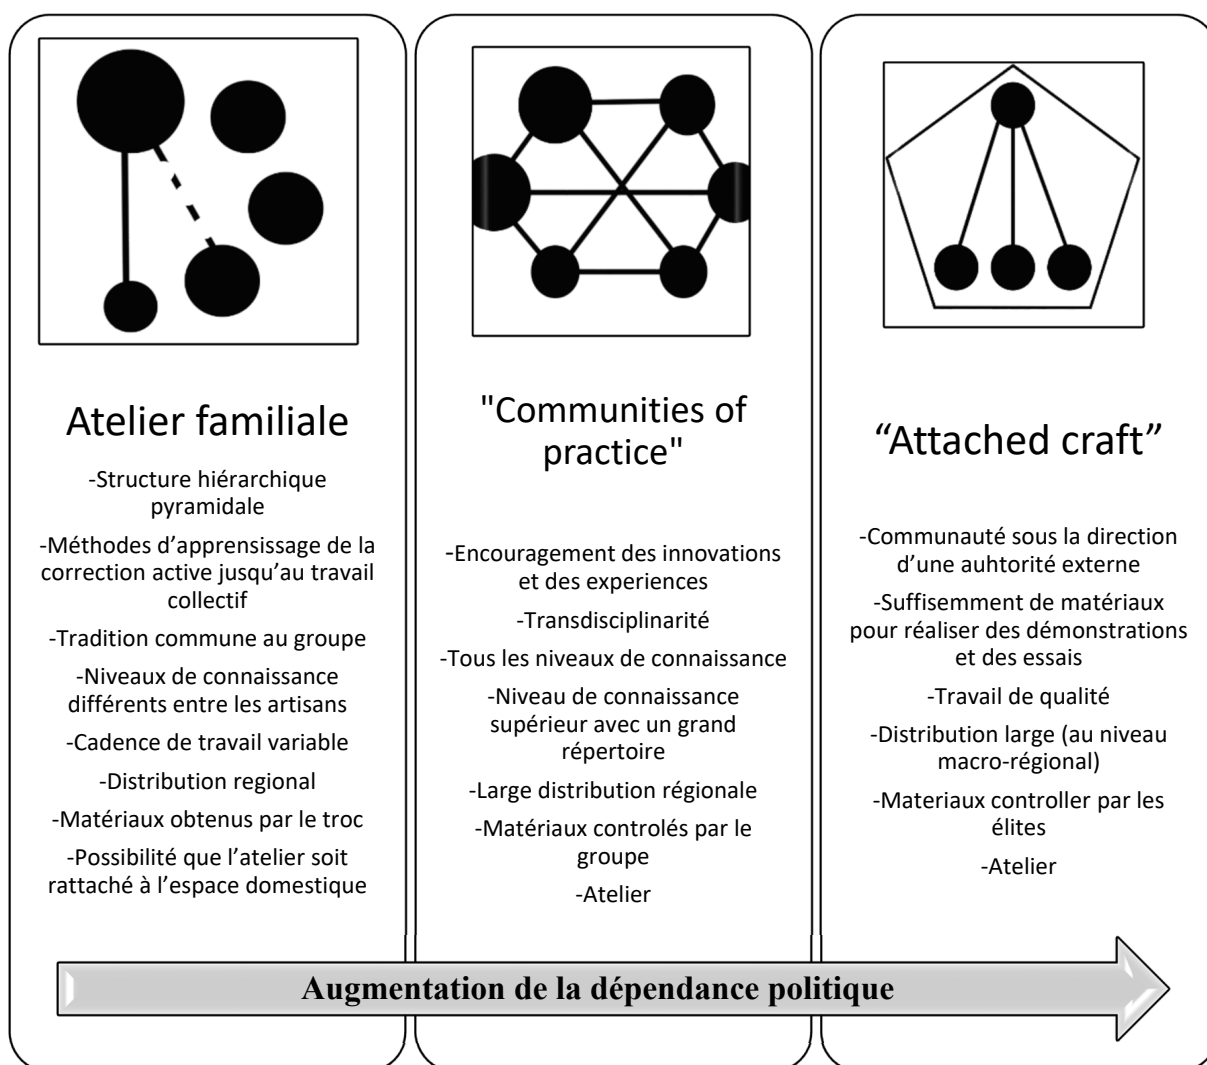 Atelier familiale
-Structure hiérarchique
pyramidale
-Méthodes d’apprensissage de la
correction active jusqu’au travail
collectif
-Tradition commune au groupe
-Niveaux de connaissance
différents entre les artisans
-Cadence de travail variable
-Distribution regional
-Matériaux obtenus par le troc
-Possibilité que l’atelier soit
rattaché à l’espace domestique
"Communities of
practice"
-Encouragement des innovations
et des experiences
-Transdisciplinarité
-Tous les niveaux de connaissance
-Niveau de connaissance
supérieur avec un grand
répertoire
-Large distribution régionale
-Matériaux controlés par le
groupe
-Atelier
“Attached craft”
-Communauté sous la direction
d’une auhtorité externe
-Suffisemment de matériaux
pour réaliser des démonstrations
et des essais
-Travail de qualité
-Distribution large (au niveau
macro-régional)
-Materiaux controller par les
élites
-Atelier
Augmentation de la dépendance politique